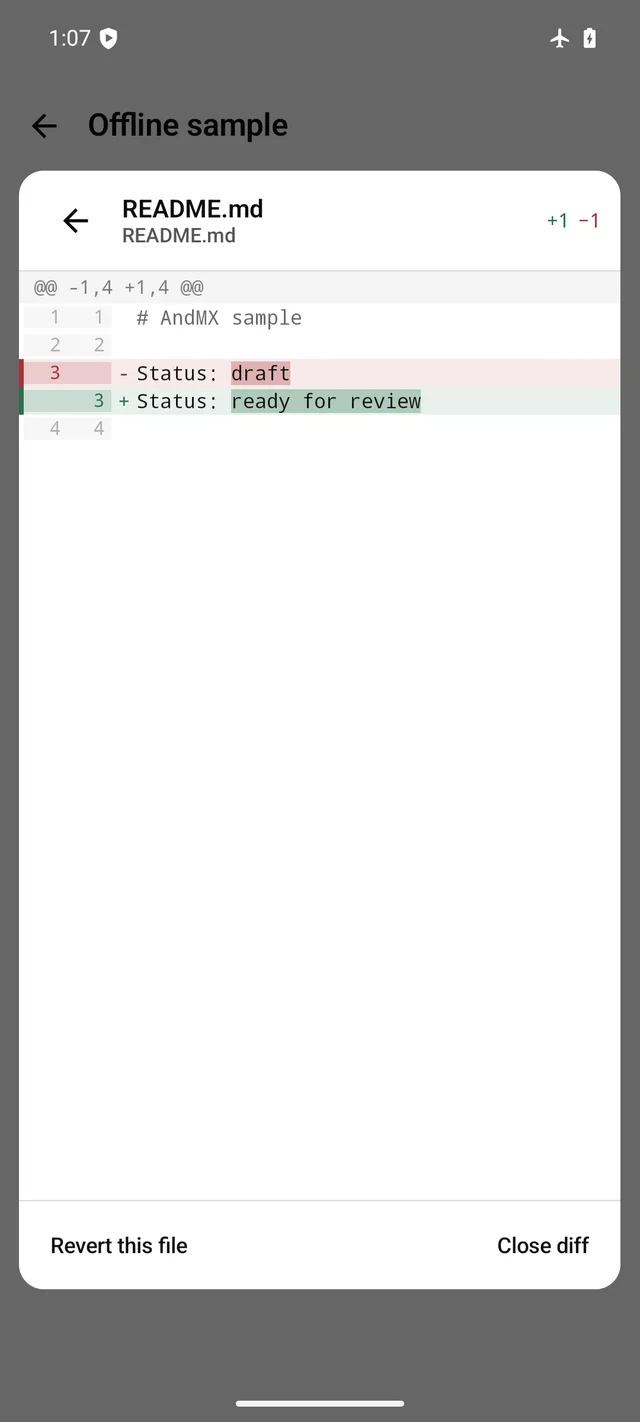 1:07
Offline sample
README.md
README.md
+1 −1
@@ -1,4 +1,4 @@
1 1 # AndMX sample
2 2
3 - Status: draft
3 + Status: ready for review
4 4
Revert this file
Close diff